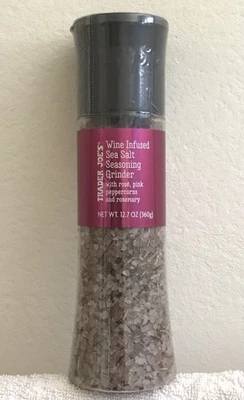 TRADER JOE'S
Wine Infused
Sea Salt
Seasoning
Grinder
with rosé, pink
peppercorns
and rosemary
NET WT. 12.7 OZ (360g)